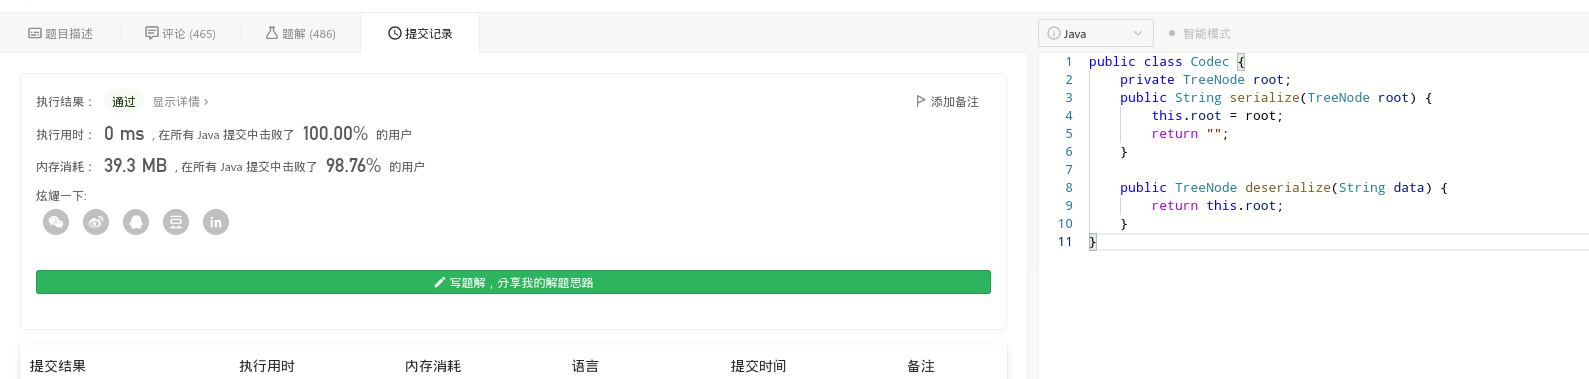 题目描述 评论 (465) 题解 (486) 提交记录
执行结果： 通过 显示详情 › 添加备注
执行用时： 0 ms , 在所有 Java 提交中击败了 100.00% 的用户
内存消耗： 39.3 MB , 在所有 Java 提交中击败了 98.76% 的用户
炫耀一下:
写题解，分享我的解题思路
提交结果 执行用时 内存消耗 语言 提交时间 备注
Java 智能模式
1 public class Codec {
2     private TreeNode root;
3     public String serialize(TreeNode root) {
4         this.root = root;
5         return "";
6     }
7
8     public TreeNode deserialize(String data) {
9         return this.root;
10     }
11 }